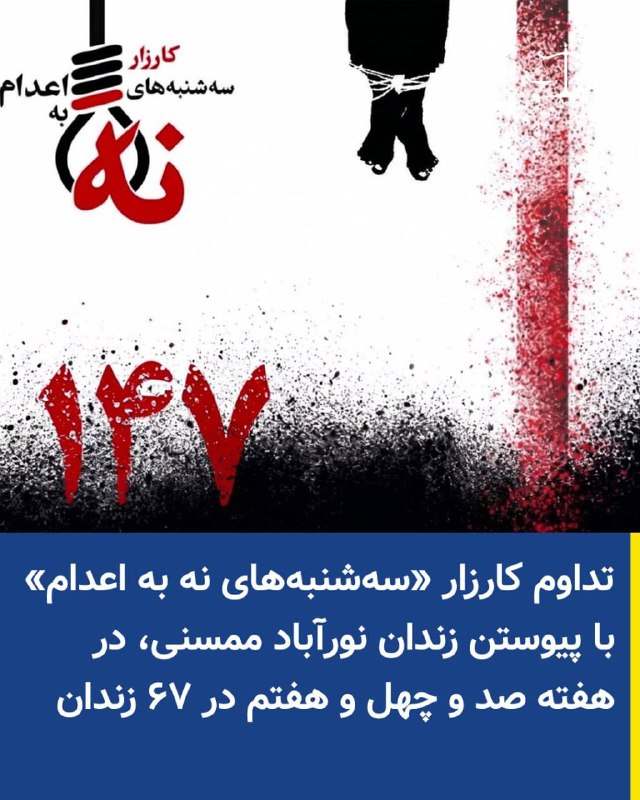 کارزار
سه‌شنبه‌های
نه
به
اعدام
۱۴۷
تداوم کارزار «سه‌شنبه‌های نه به اعدام»
با پیوستن زندان نورآباد ممسنی، در
هفته صد و چهل و هفتم در ۶۷ زندان